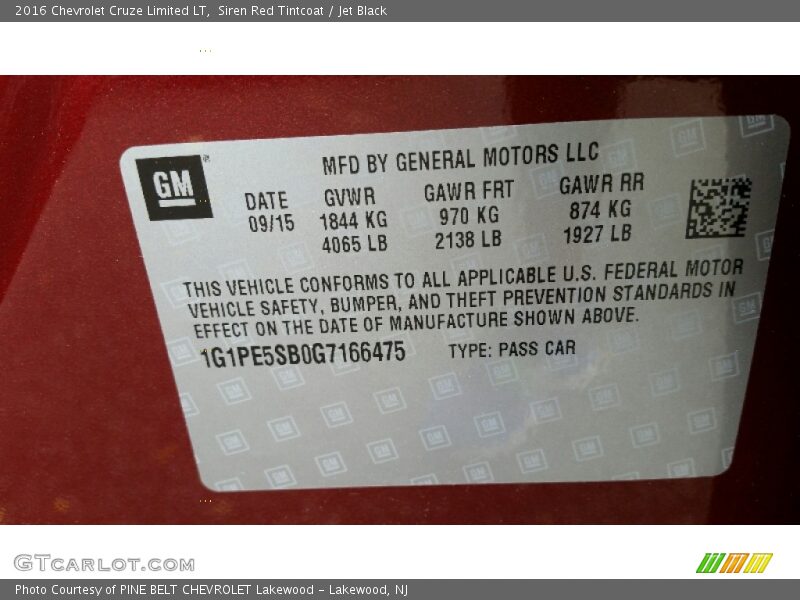 2016 Chevrolet Cruze Limited LT, Siren Red Tintcoat / Jet Black
GM
MFD BY GENERAL MOTORS LLC
DATE GVWR GAWR FRT GAWR RR
09/15 1844 KG 970 KG 874 KG
4065 LB 2138 LB 1927 LB
THIS VEHICLE CONFORMS TO ALL APPLICABLE U.S. FEDERAL MOTOR
VEHICLE SAFETY, BUMPER, AND THEFT PREVENTION STANDARDS IN
EFFECT ON THE DATE OF MANUFACTURE SHOWN ABOVE.
1G1PE5SB0G7166475 TYPE: PASS CAR
GTCARLOT.COM
Photo Courtesy of PINE BELT CHEVROLET Lakewood - Lakewood, NJ